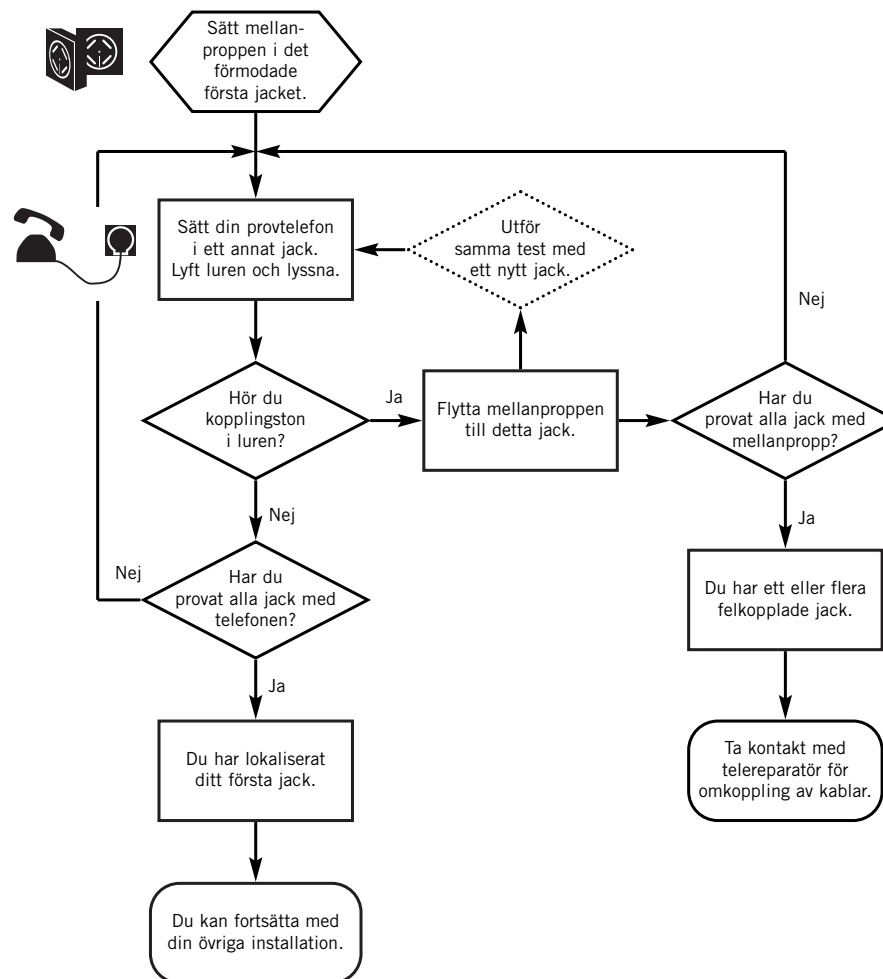 Sätt mellan-
proppen i det
förmodade
första jacket.
Sätt din provtelefon
i ett annat jack.
Lyft luren och lyssna.
Utför
samma test med
ett nytt jack.
Nej
Hör du
kopplingston
i luren?
Ja
Flytta mellanproppen
till detta jack.
Har du
provat alla jack med
mellanpropp?
Nej
Ja
Nej
Har du
provat alla jack med
telefonen?
Du har ett eller flera
felkopplade jack.
Ja
Du har lokaliserat
ditt första jack.
Ta kontakt med
telereparatör för
omkoppling av kablar.
Du kan fortsätta med
din övriga installation.